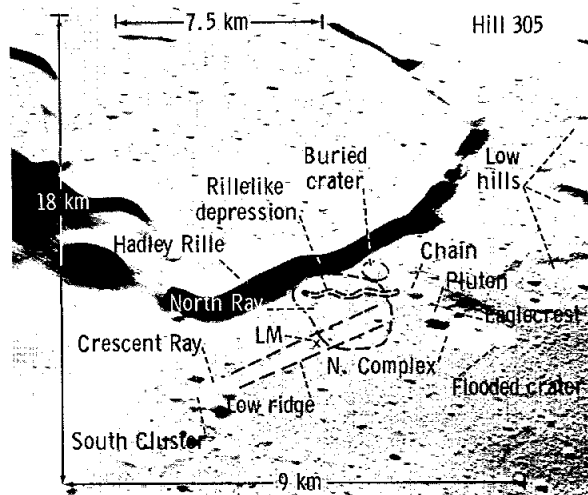 7.5 km
Hill 305
Buried
crater
Low
hills
Rillelike
depression
18 km
Hadley Rille
Chain
Pluton
North Ray
Eaglecrest
LM
Crescent Ray
N. Complex
Flooded crater
Low ridge
South Cluster
9 km